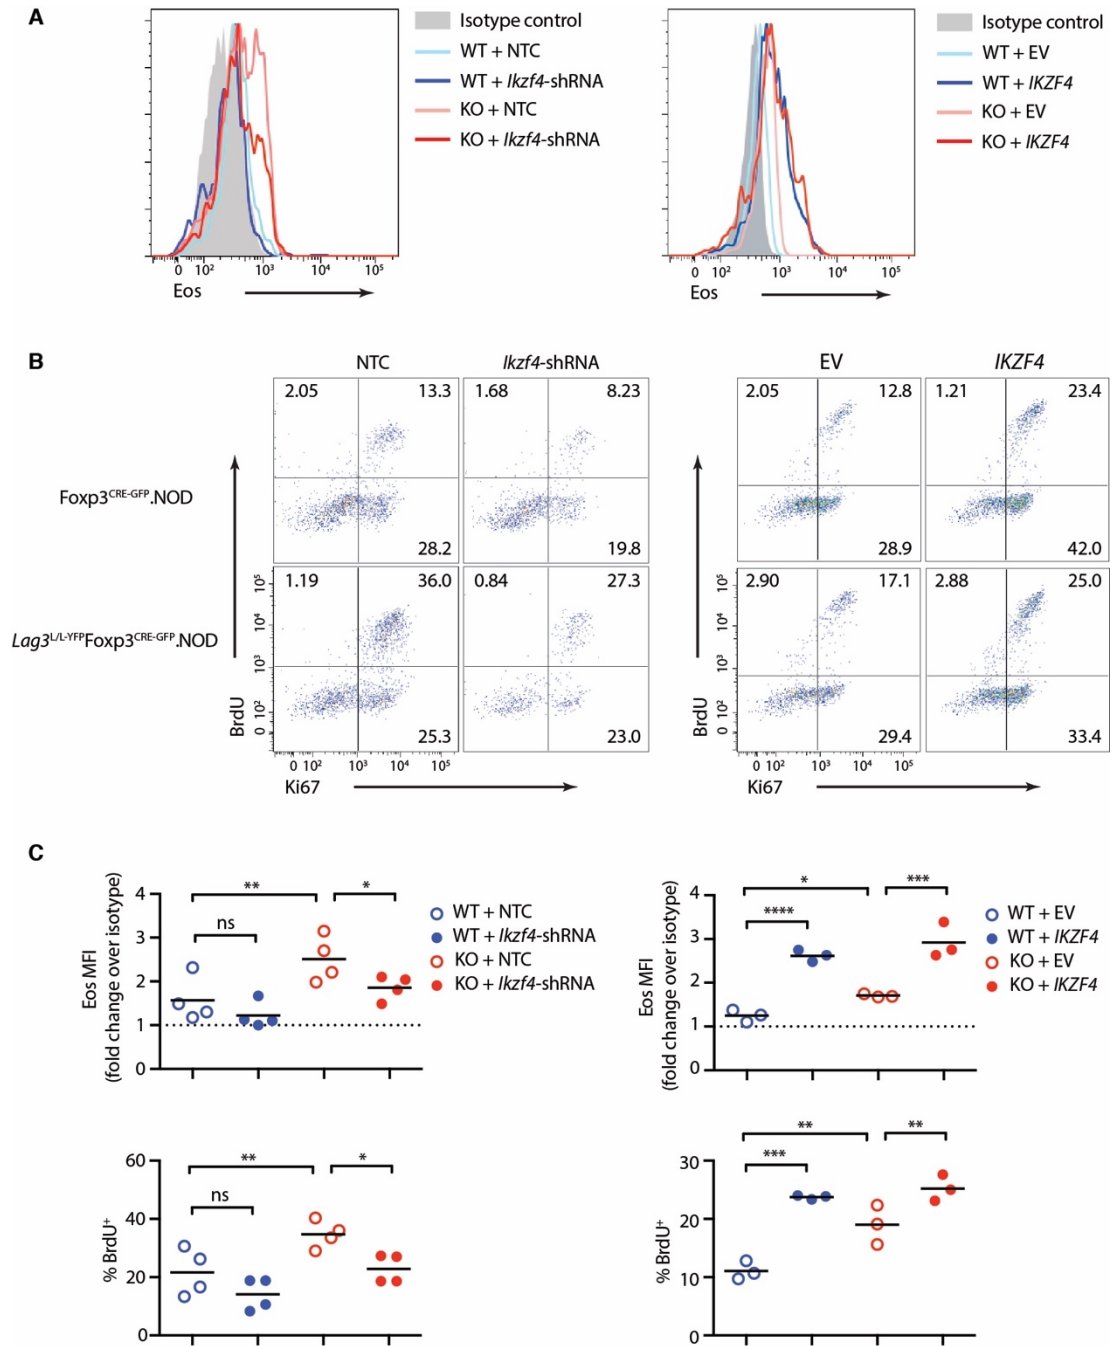 A
Isotype control
WT + NTC
WT + Ikzf4-shRNA
KO + NTC
KO + Ikzf4-shRNA
0 10² 10³ 10⁴ 10⁵
Eos
Isotype control
WT + EV
WT + IKZF4
KO + EV
KO + IKZF4
0 10² 10³ 10⁴ 10⁵
Eos
B
NTC Ikzf4-shRNA EV IKZF4
Foxp3CRE-GFP.NOD
2.05 13.3 1.68 8.23 2.05 12.8 1.21 23.4
28.2 19.8 28.9 42.0
Lag3L/L-YFPFoxp3CRE-GFP.NOD
1.19 36.0 0.84 27.3 2.90 17.1 2.88 25.0
25.3 23.0 29.4 33.4
10⁵
10⁴
10³
10²
0
BrdU
0 10² 10³ 10⁴ 10⁵
Ki67
10⁵
10⁴
10³
10²
0
BrdU
0 10² 10³ 10⁴ 10⁵
Ki67
C
Eos MFI
(fold change over isotype)
4
3
2
1
0
** *
ns
WT + NTC
WT + Ikzf4-shRNA
KO + NTC
KO + Ikzf4-shRNA
Eos MFI
(fold change over isotype)
4
3
2
1
0
* ***
****
WT + EV
WT + IKZF4
KO + EV
KO + IKZF4
% BrdU⁺
60
40
20
0
** *
ns
% BrdU⁺
30
20
10
0
** **
***